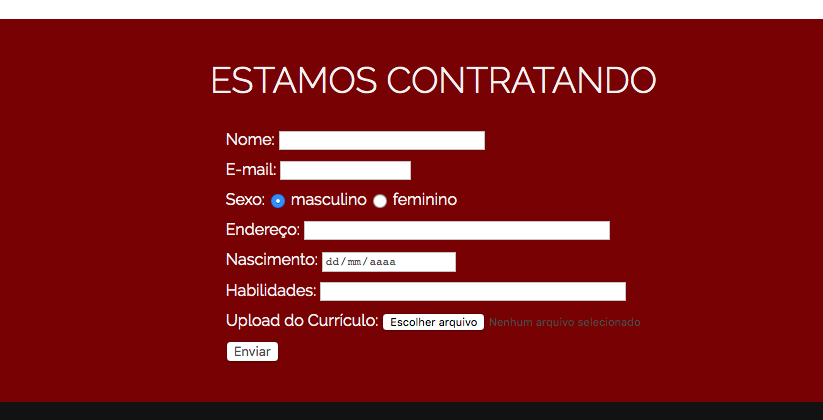 ESTAMOS CONTRATANDO
Nome:
E-mail:
Sexo: masculino feminino
Endereço:
Nascimento: dd/mm/aaaa
Habilidades:
Upload do Currículo: Escolher arquivo Nenhum arquivo selecionado
Enviar